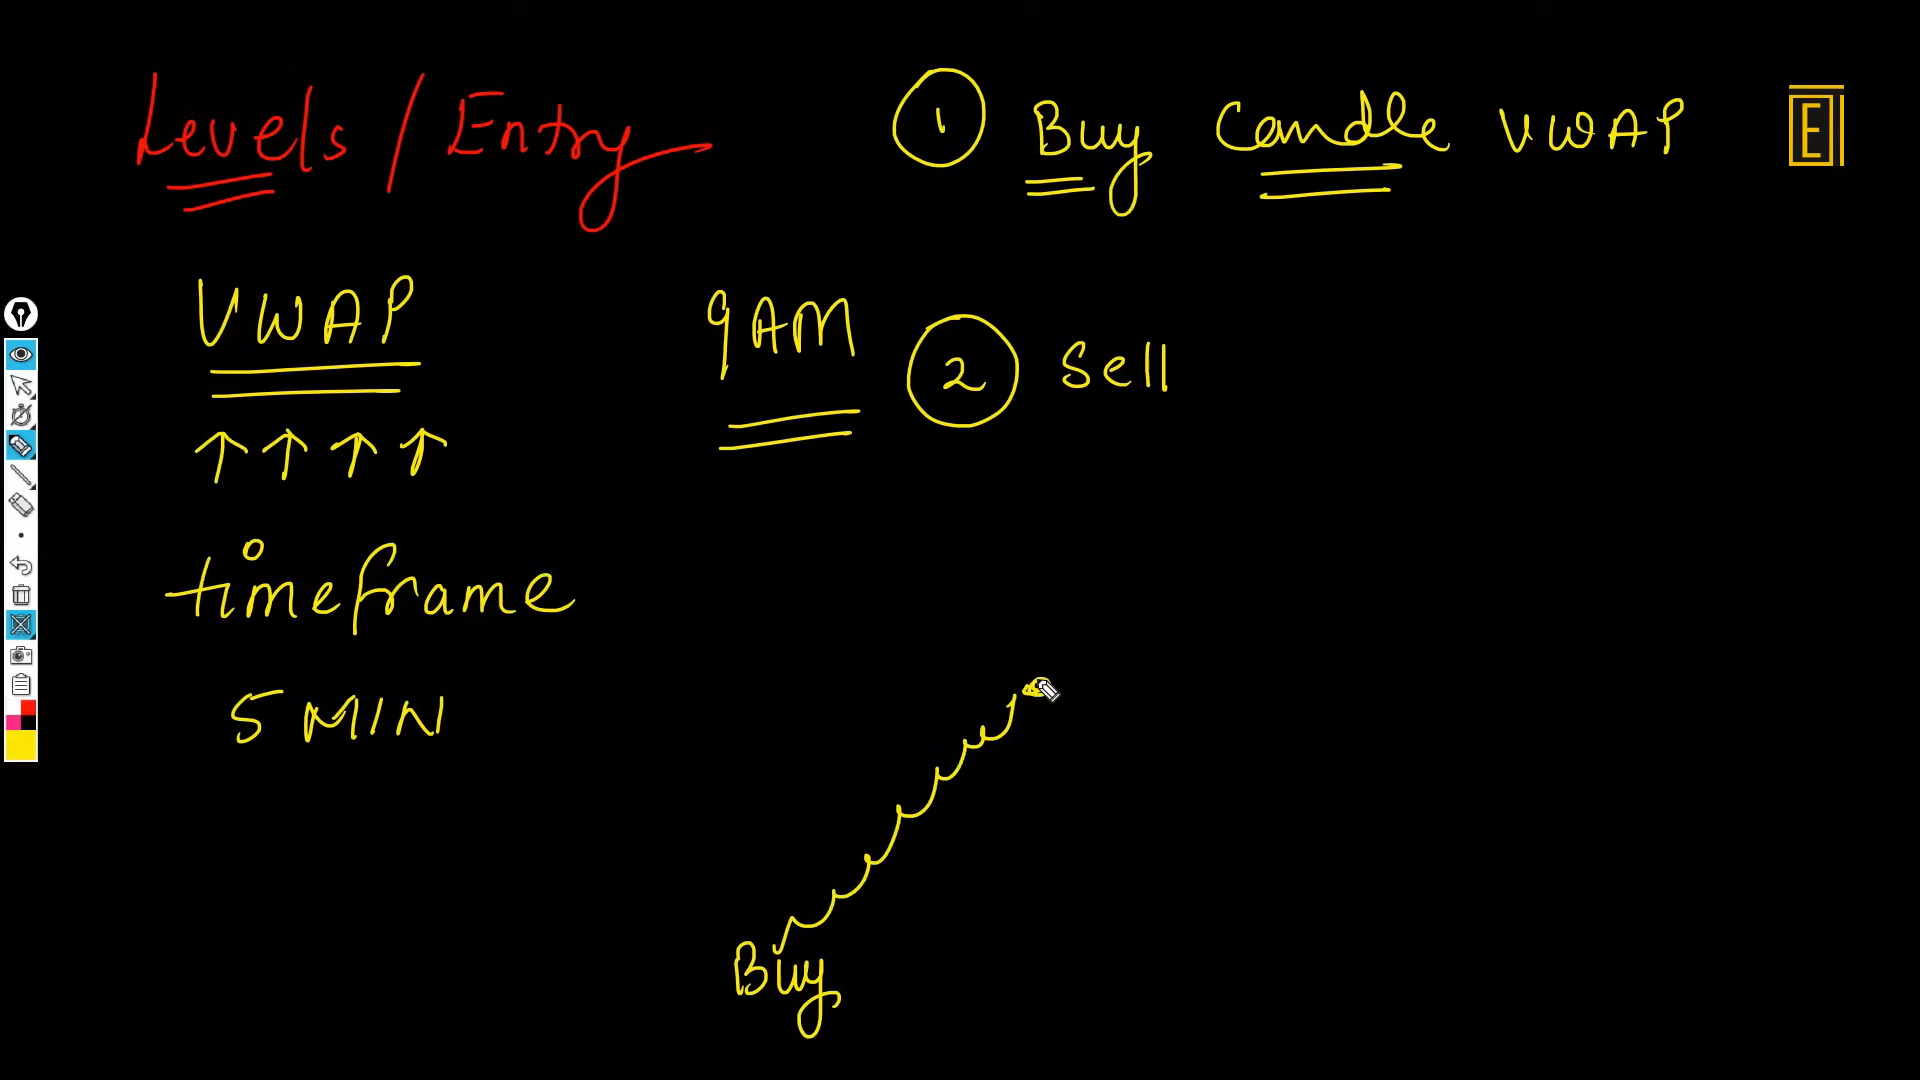 Levels / Entry
1 Buy Candle VWAP
E
VWAP
9AM
2 Sell
↑ ↑ ↑ ↑
timeframe
5 MIN
Buy